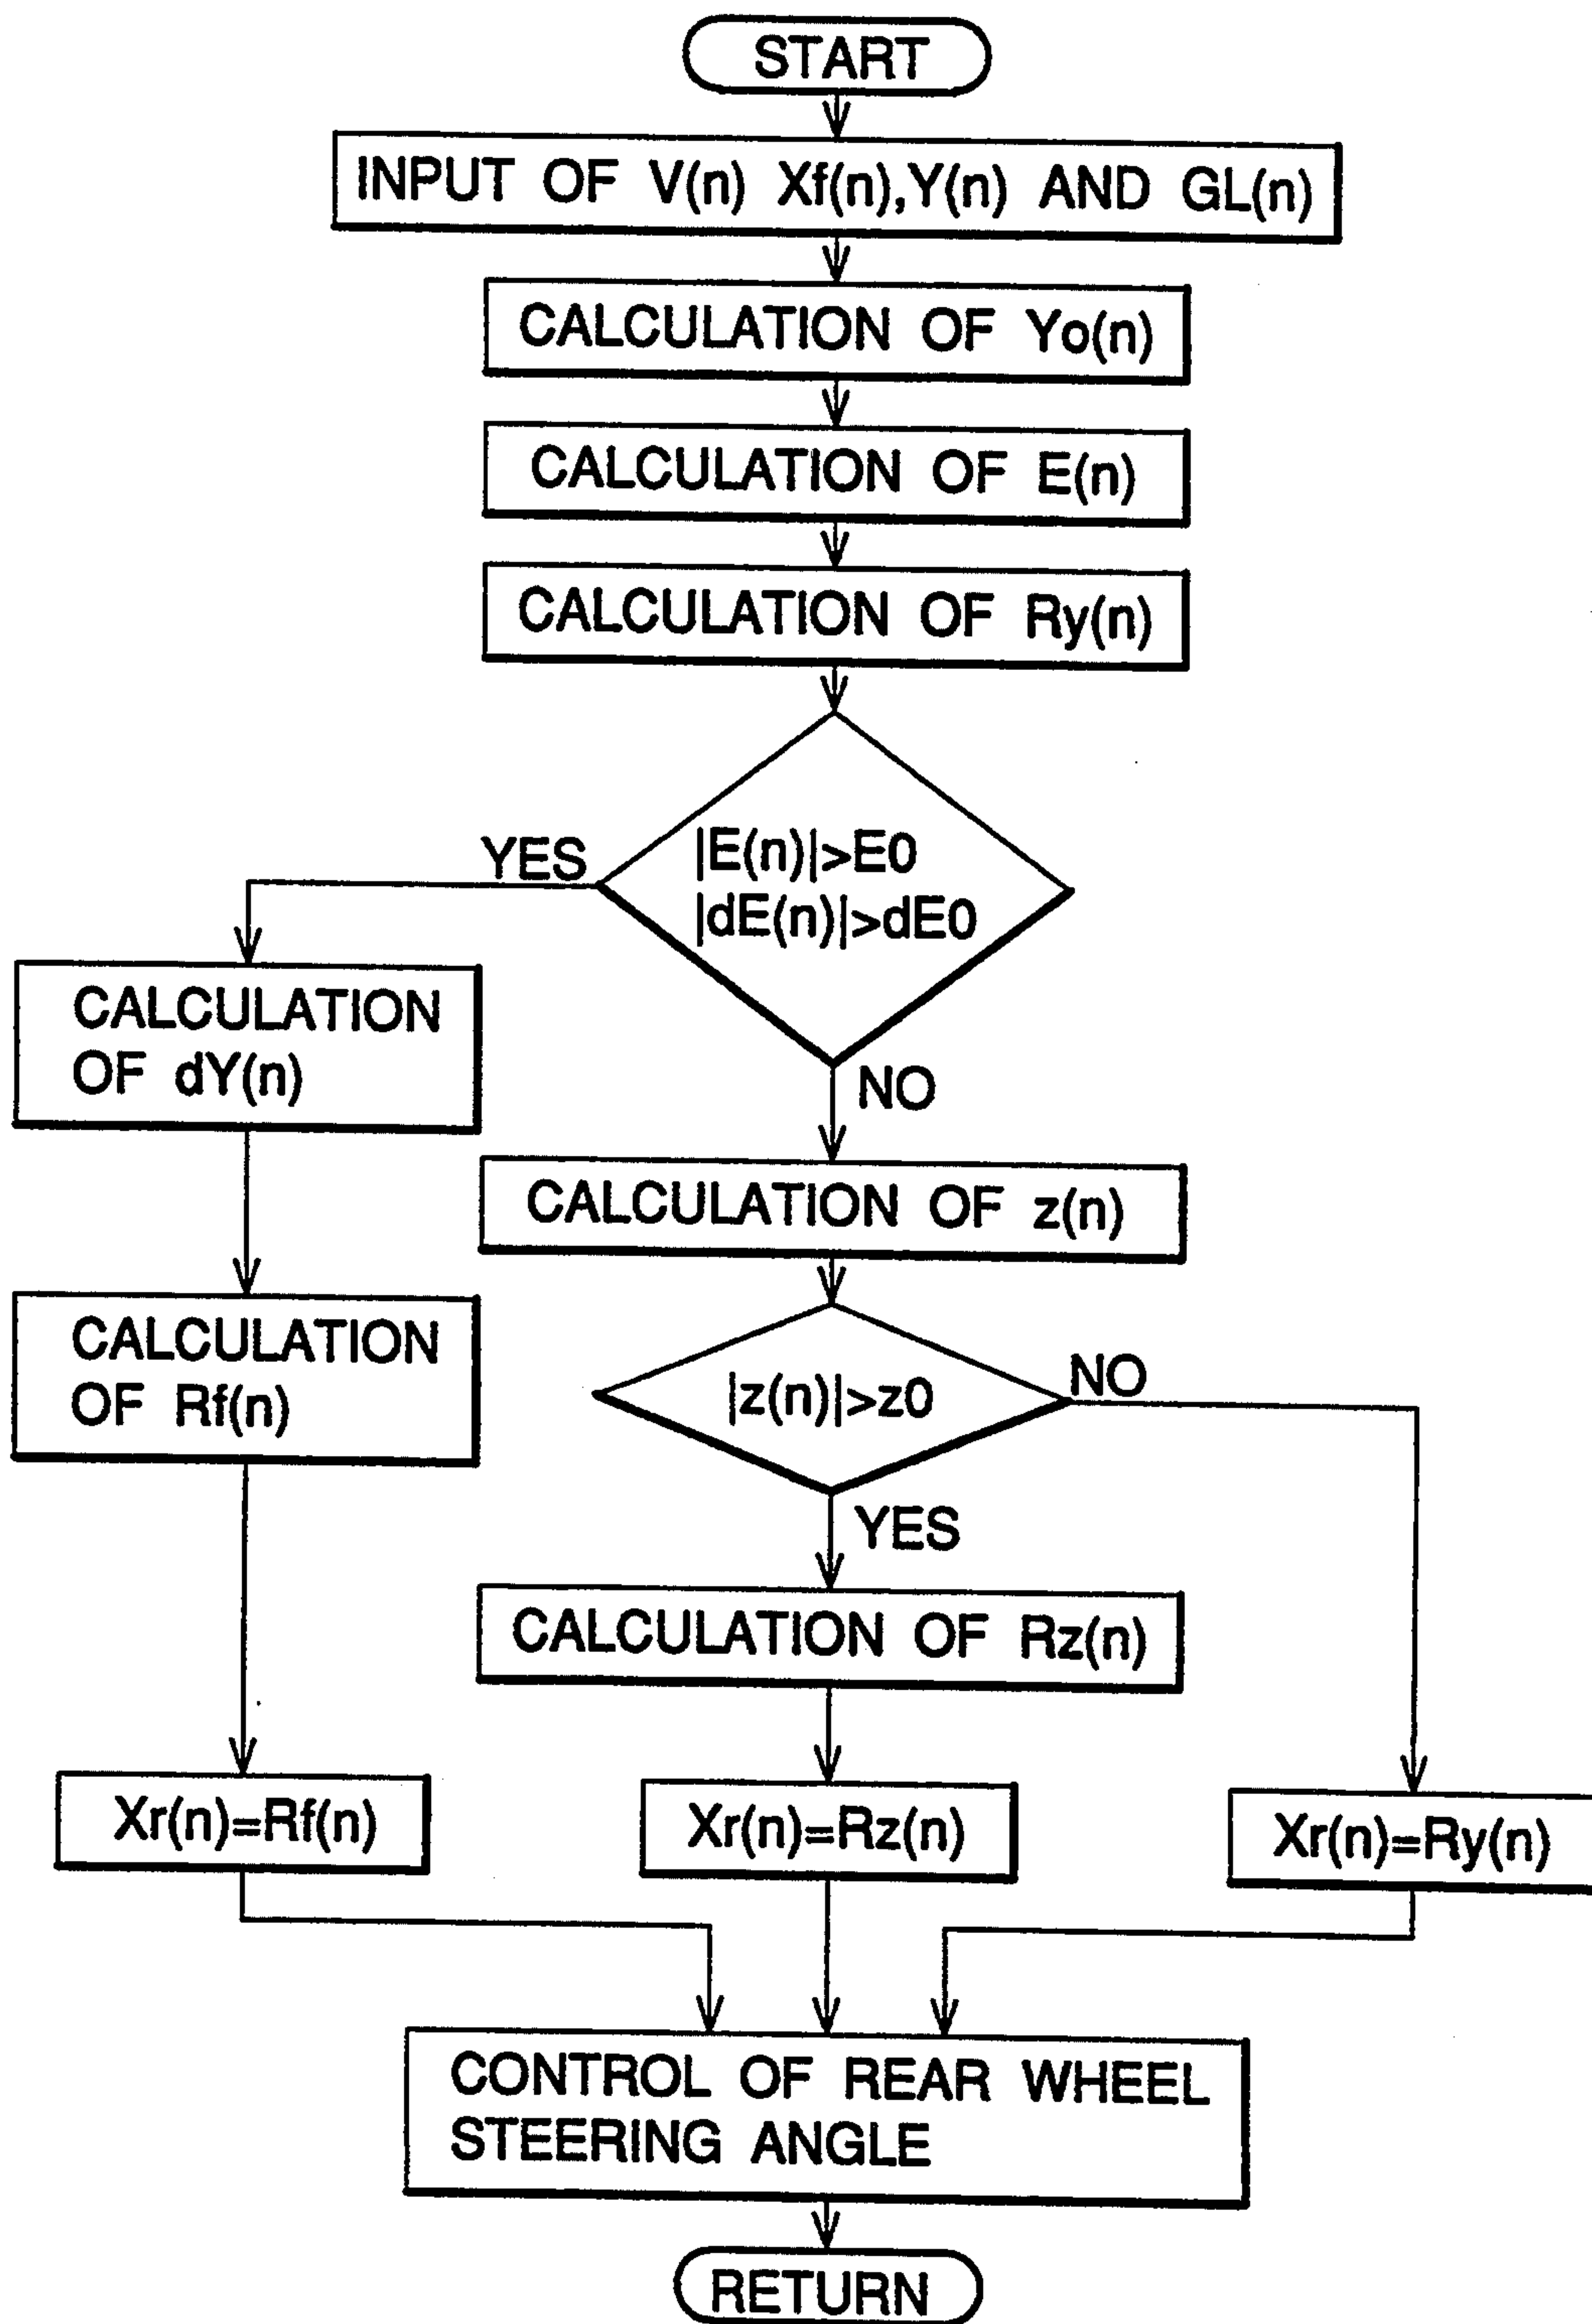 START
INPUT OF V(n) Xf(n),Y(n) AND GL(n)
CALCULATION OF Yo(n)
CALCULATION OF E(n)
CALCULATION OF Ry(n)
|E(n)|>E0
|dE(n)|>dE0
YES
NO
CALCULATION
OF dY(n)
CALCULATION OF z(n)
CALCULATION
OF Rf(n)
|z(n)|>z0
NO
YES
CALCULATION OF Rz(n)
Xr(n)=Rf(n)
Xr(n)=Rz(n)
Xr(n)=Ry(n)
CONTROL OF REAR WHEEL
STEERING ANGLE
RETURN